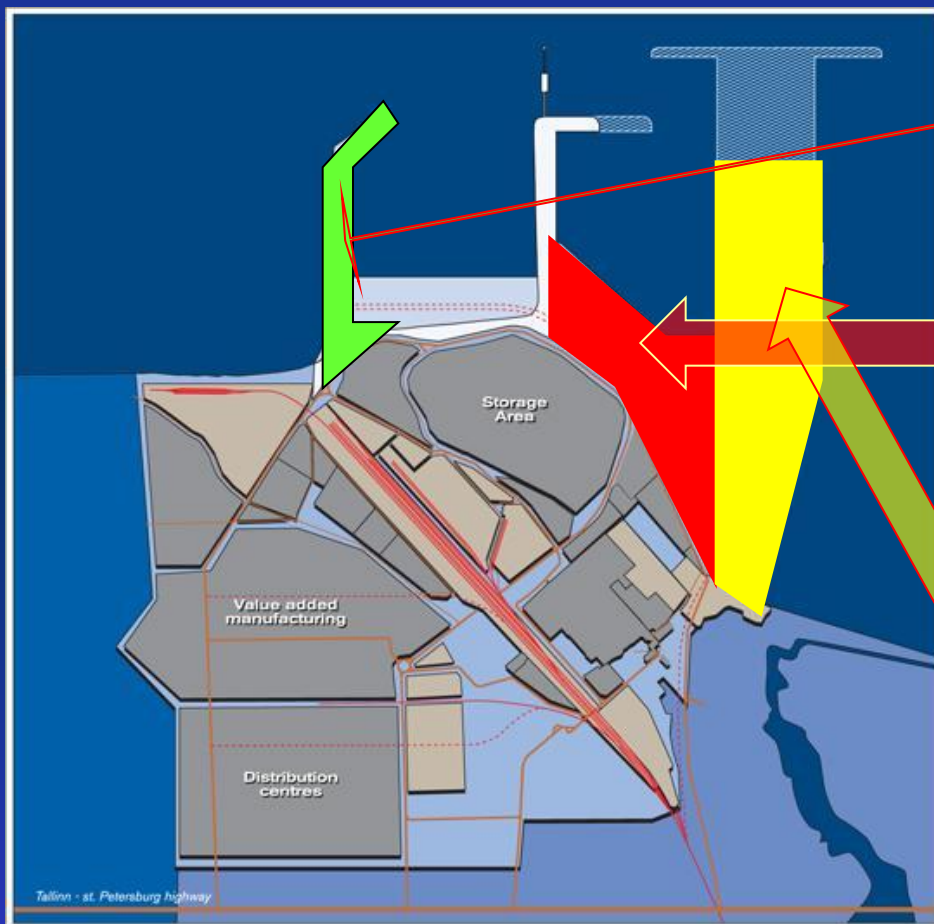 Storage
Area
Value added
manufacturing
Distribution
centres
Tallinn - st. Petersburg highway